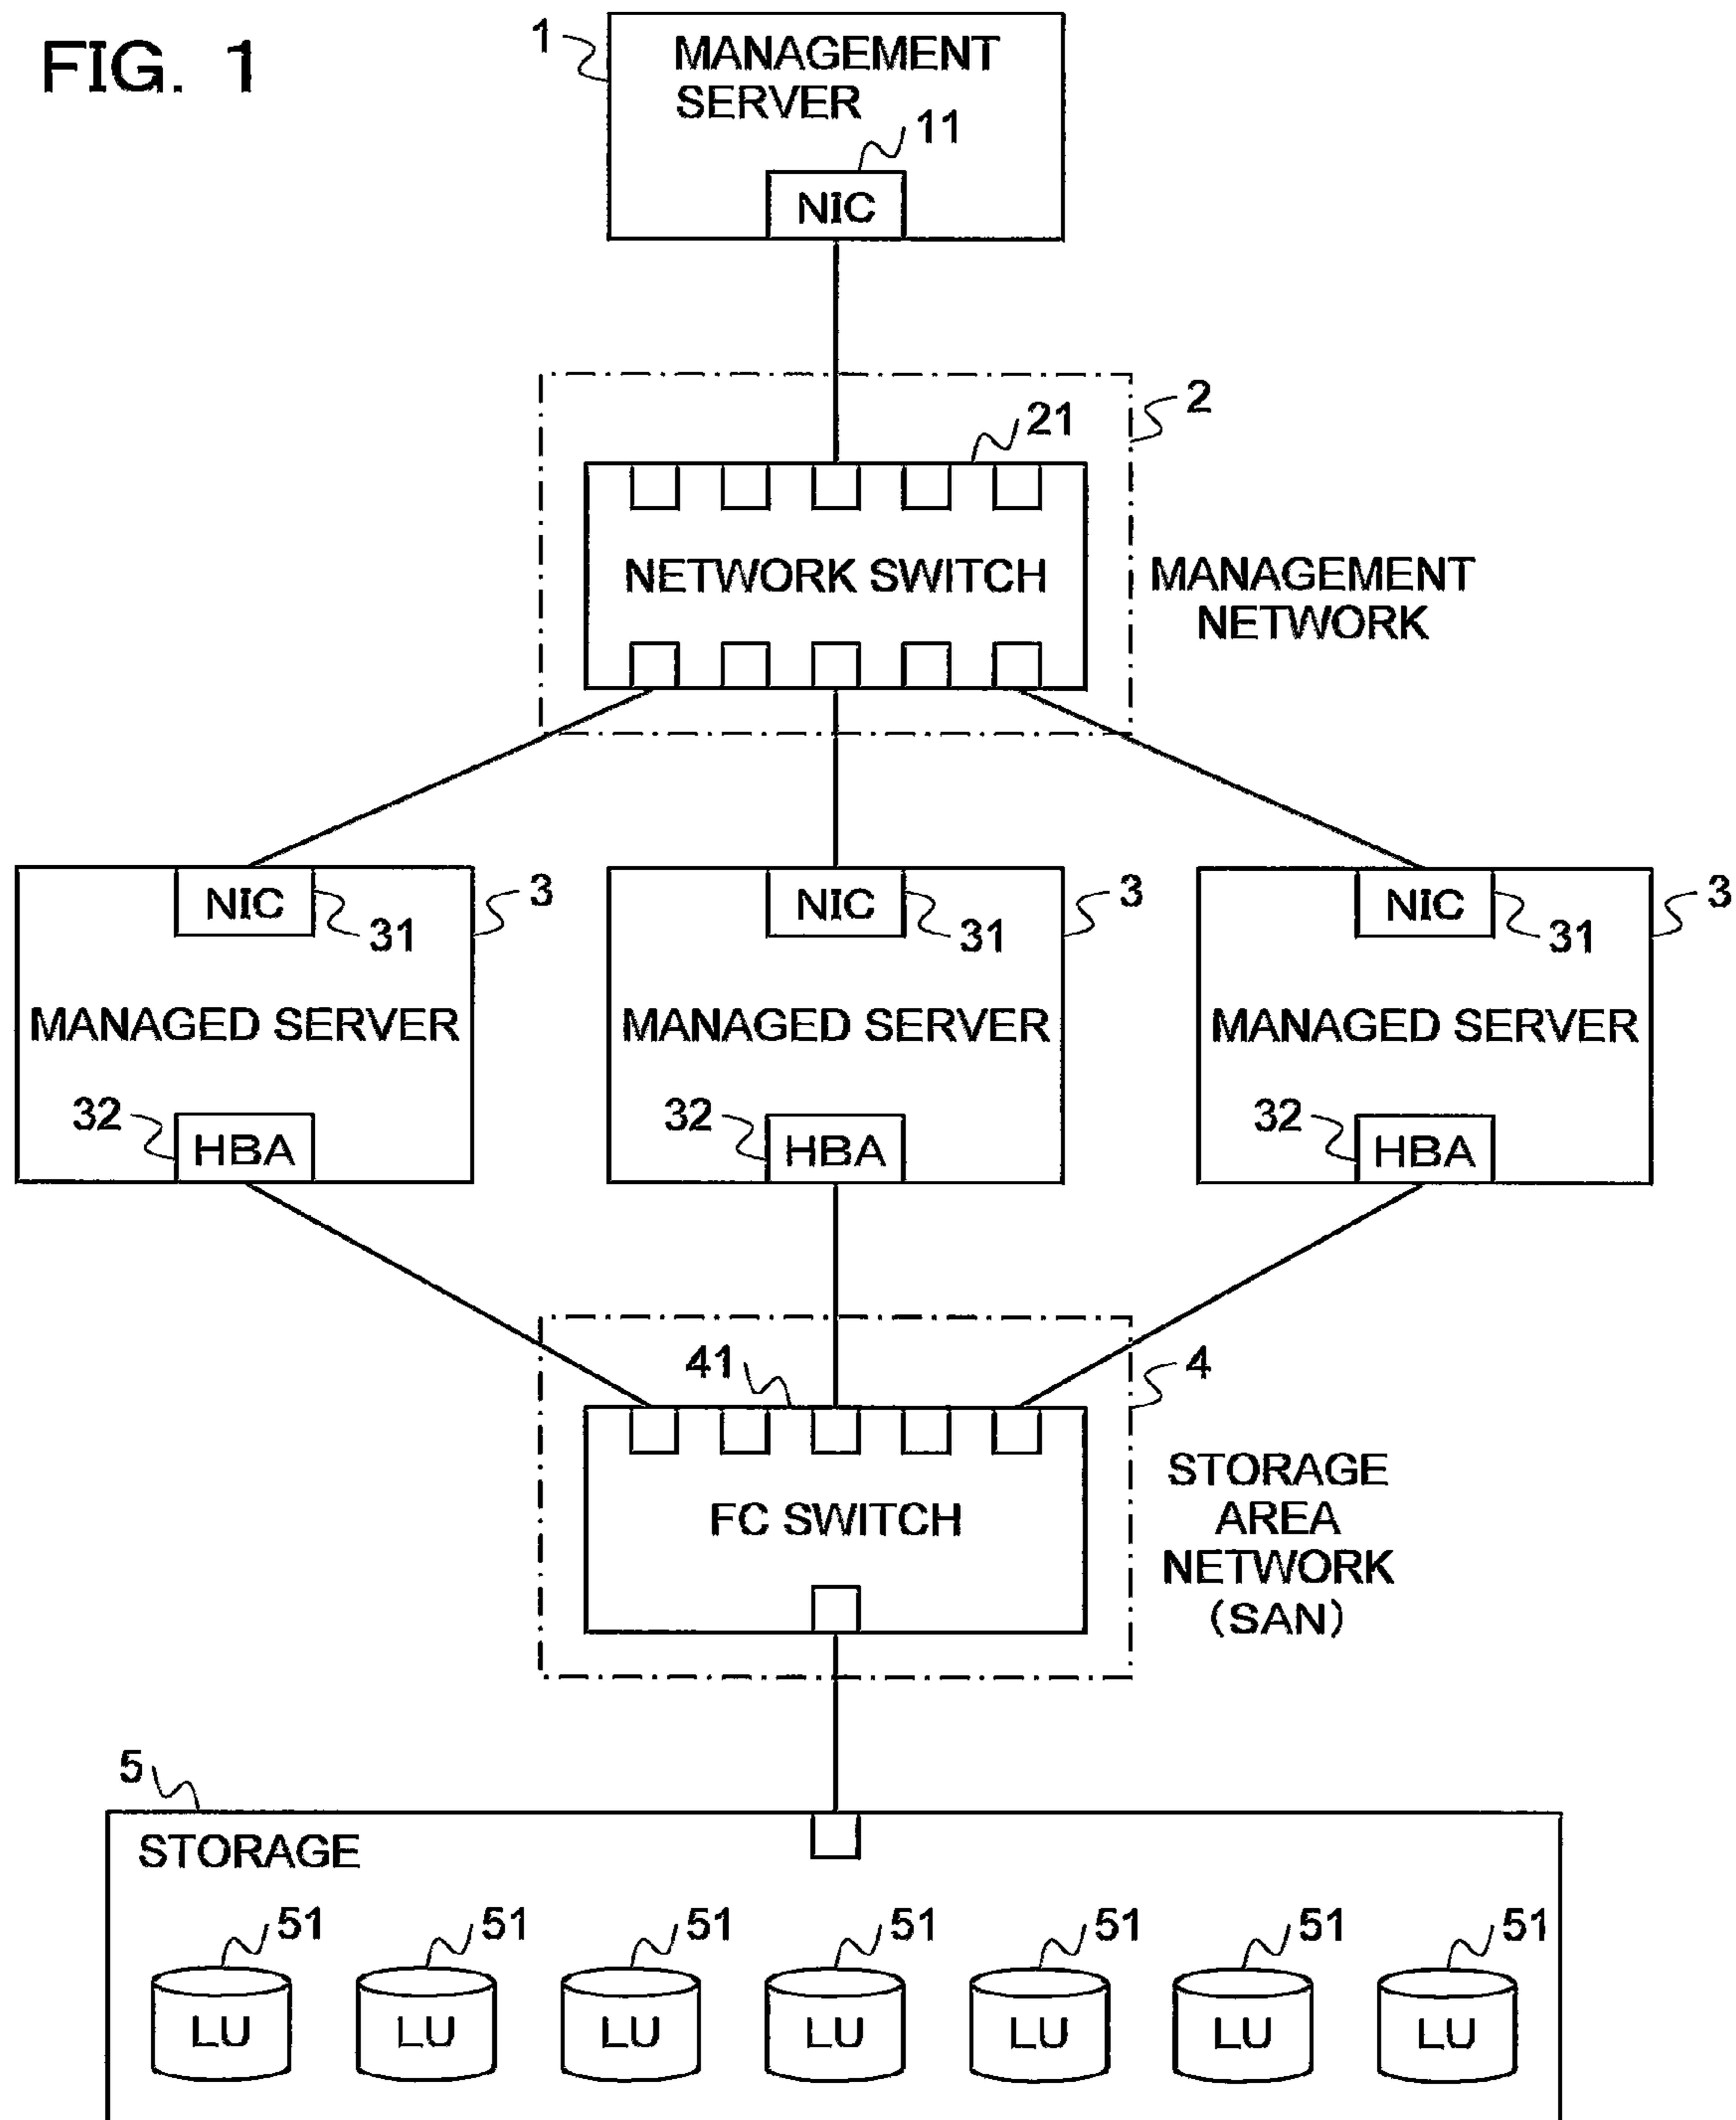 FIG. 1
1
MANAGEMENT
SERVER
11
NIC
2
21
NETWORK SWITCH
MANAGEMENT
NETWORK
NIC
31
3
NIC
31
3
NIC
31
3
MANAGED SERVER
MANAGED SERVER
MANAGED SERVER
32
HBA
32
HBA
32
HBA
41
4
FC SWITCH
STORAGE
AREA
NETWORK
(SAN)
5
STORAGE
51
51
51
51
51
51
51
LU
LU
LU
LU
LU
LU
LU